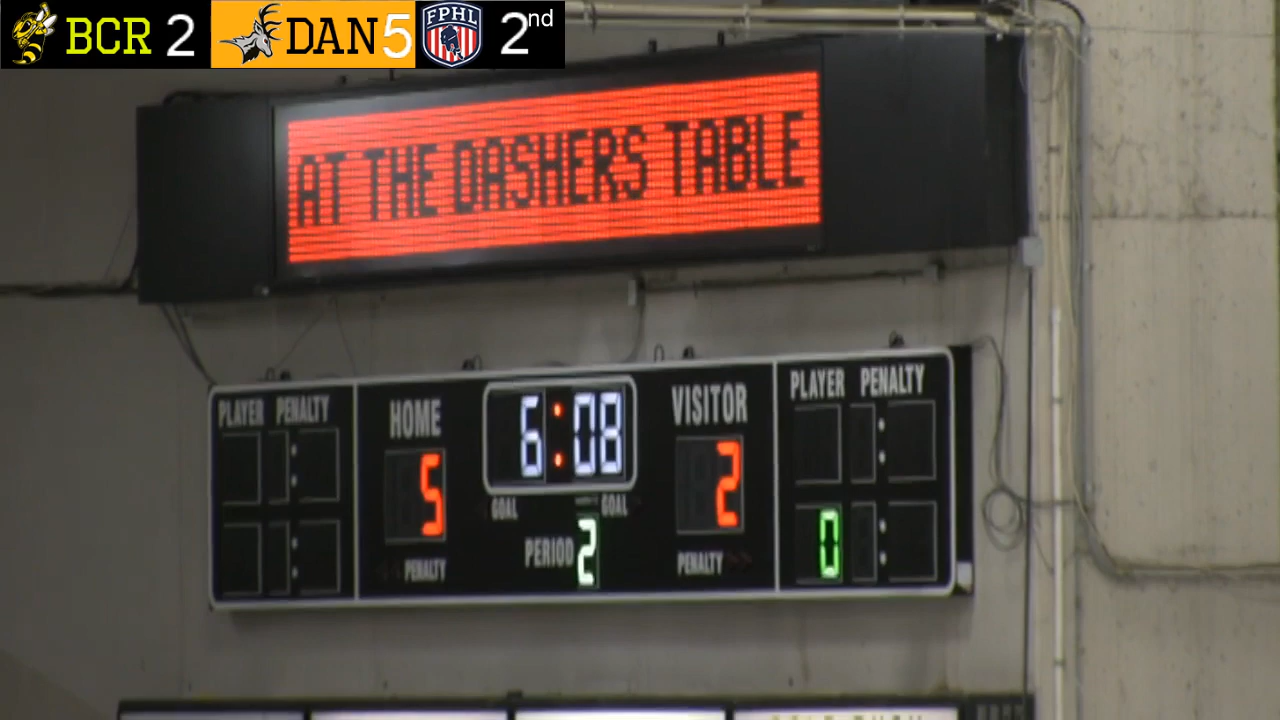 BCR 2 DAN 5 FPHL 2nd
AT THE DASHERS TABLE
PLAYER PENALTY
HOME
6:08
VISITOR
PLAYER PENALTY
5
2
GOAL GOAL
PERIOD 2
0
PENALTY
PENALTY